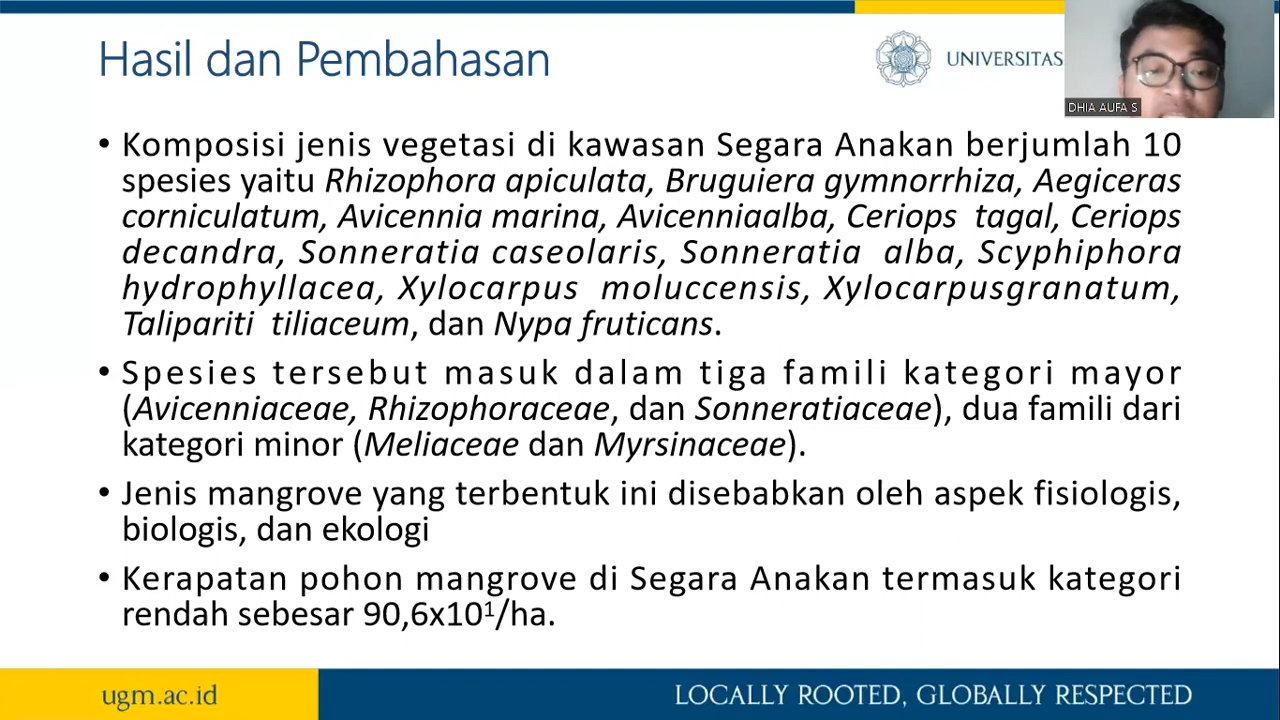 Hasil dan Pembahasan
UNIVERSITAS
DHIA AUFA S
• Komposisi jenis vegetasi di kawasan Segara Anakan berjumlah 10
spesies yaitu Rhizophora apiculata, Bruguiera gymnorrhiza, Aegiceras
corniculatum, Avicennia marina, Avicenniaalba, Ceriops tagal, Ceriops
decandra, Sonneratia caseolaris, Sonneratia alba, Scyphiphora
hydrophyllacea, Xylocarpus moluccensis, Xylocarpusgranatum,
Talipariti tiliaceum, dan Nypa fruticans.
• Spesies tersebut masuk dalam tiga famili kategori mayor
(Avicenniaceae, Rhizophoraceae, dan Sonneratiaceae), dua famili dari
kategori minor (Meliaceae dan Myrsinaceae).
• Jenis mangrove yang terbentuk ini disebabkan oleh aspek fisiologis,
biologis, dan ekologi
• Kerapatan pohon mangrove di Segara Anakan termasuk kategori
rendah sebesar 90,6x10¹/ha.
ugm.ac.id
LOCALLY ROOTED, GLOBALLY RESPECTED